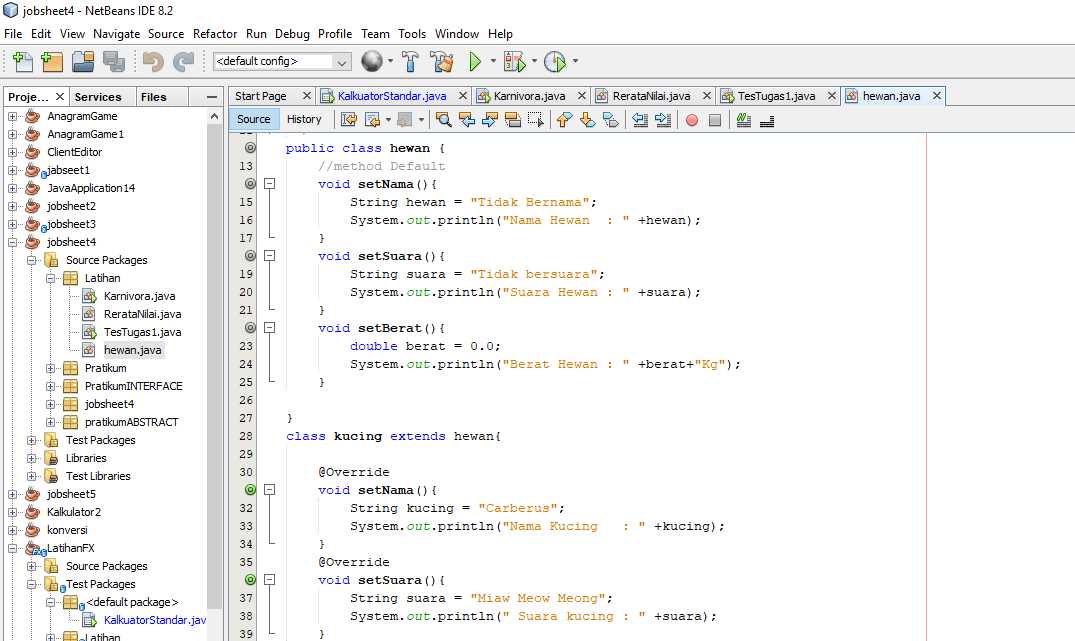 jobsheet4 - NetBeans IDE 8.2
File Edit View Navigate Source Refactor Run Debug Profile Team Tools Window Help
<default config>
Proje... Services Files
Start Page KalkuatorStandar.java Karnivora.java RerataNilai.java TesTugas1.java hewan.java
Source History
AnagramGame
AnagramGame1
ClientEditor
jabseet1
JavaApplication14
jobsheet2
jobsheet3
jobsheet4
Source Packages
Latihan
Karnivora.java
RerataNilai.java
TesTugas1.java
hewan.java
Pratikum
PratikumINTERFACE
jobsheet4
pratikumABSTRACT
Test Packages
Libraries
Test Libraries
jobsheet5
Kalkulator2
konversi
LatihanFX
Source Packages
Test Packages
<default package>
KalkuatorStandar.jav
Latihan
public class hewan {
13 //method Default
void setNama(){
15 String hewan = "Tidak Bernama";
16 System.out.println("Nama Hewan  : " +hewan);
17 }
void setSuara(){
19 String suara = "Tidak bersuara";
20 System.out.println("Suara Hewan : " +suara);
21 }
void setBerat(){
23 double berat = 0.0;
24 System.out.println("Berat Hewan : " +berat+"Kg");
25 }
26
27 }
28 class kucing extends hewan{
29
30 @Override
void setNama(){
32 String kucing = "Carberus";
33 System.out.println("Nama Kucing   : " +kucing);
34 }
35 @Override
void setSuara(){
37 String suara = "Miaw Meow Meong";
38 System.out.println(" Suara kucing : " +suara);
39 }